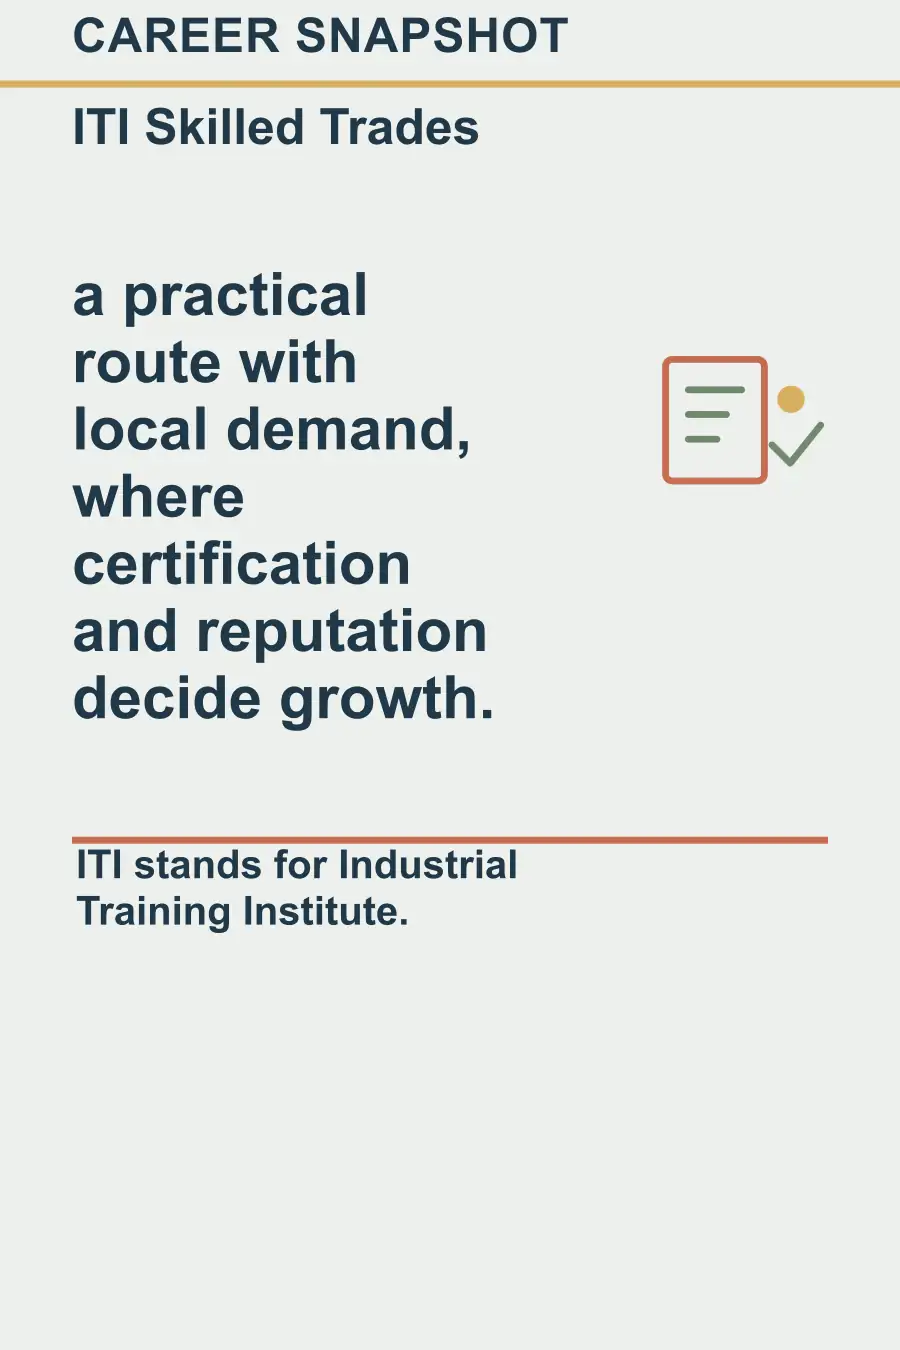 CAREER SNAPSHOT
ITI Skilled Trades
a practical
route with
local demand,
where
certification
and reputation
decide growth.
ITI stands for Industrial
Training Institute.